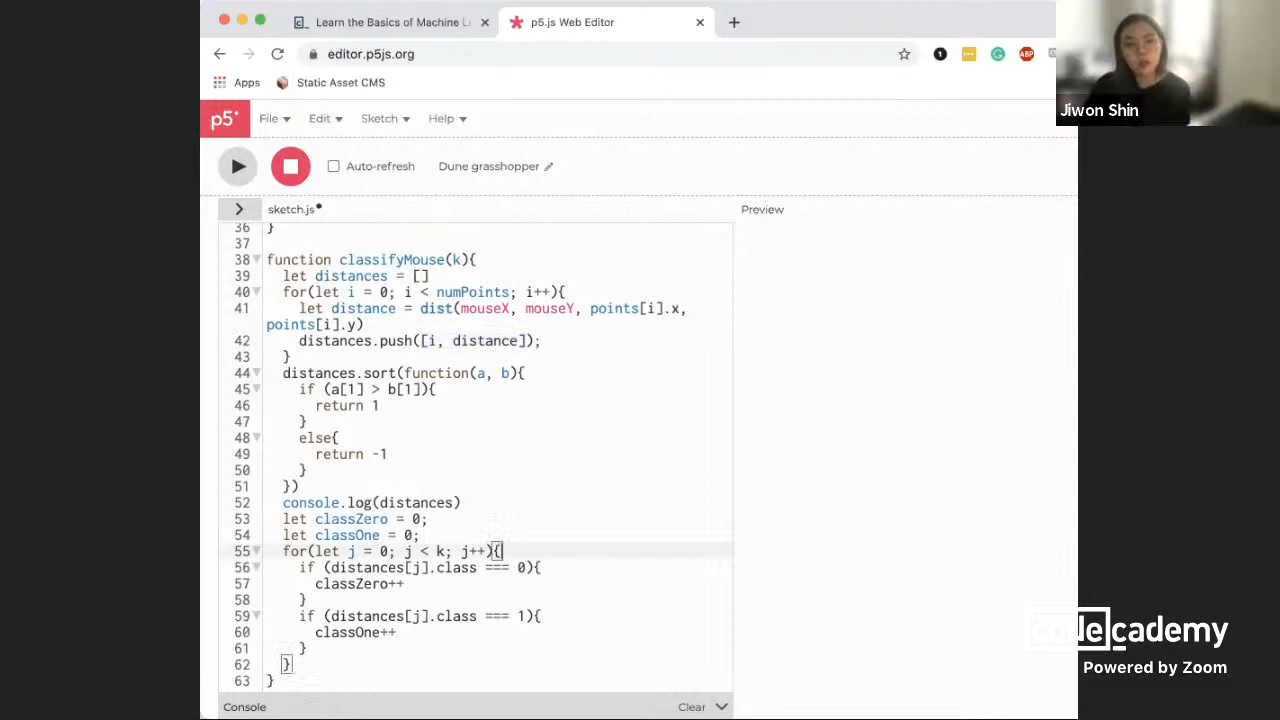 Learn the Basics of Machine Le
p5.js Web Editor
editor.p5js.org
ABP
Apps
Static Asset CMS
Jiwon Shin
p5*
File
Edit
Sketch
Help
Auto-refresh
Dune grasshopper
sketch.js
Preview
36 }
37
38 function classifyMouse(k){
39 let distances = []
40 for(let i = 0; i < numPoints; i++){
41 let distance = dist(mouseX, mouseY, points[i].x,
points[i].y)
42 distances.push([i, distance]);
43 }
44 distances.sort(function(a, b){
45 if (a[1] > b[1]){
46 return 1
47 }
48 else{
49 return -1
50 }
51 })
52 console.log(distances)
53 let classZero = 0;
54 let classOne = 0;
55 for(let j = 0; j < k; j++){
56 if (distances[j].class === 0){
57 classZero++
58 }
59 if (distances[j].class === 1){
60 classOne++
61 }
62 }
63 }
Console
Clear
codecademy
Powered by Zoom